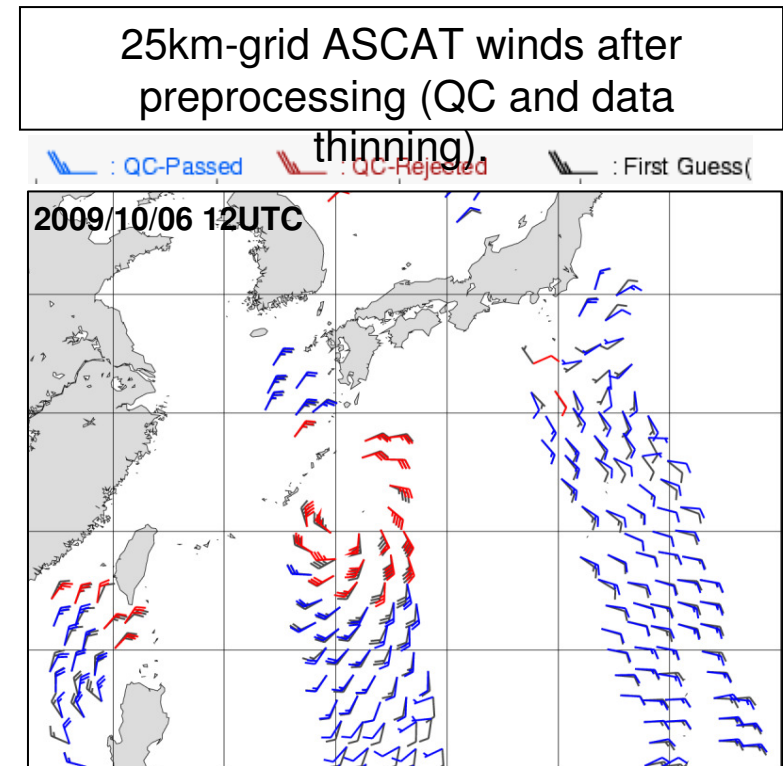 25km-grid ASCAT winds after
preprocessing (QC and data
thinning).
: QC-Passed : QC-Rejected : First Guess(
2009/10/06 12UTC